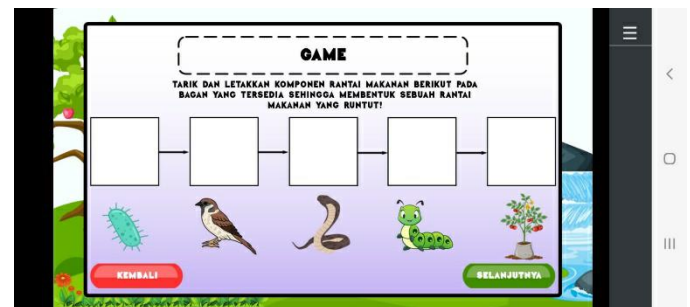 GAME
TARIK DAN LETAKKAN KOMPONEN RANTAI MAKANAN BERIKUT PADA
BAGAN YANG TERSEDIA SEHINGGA MEMBENTUK SEBUAH RANTAI
MAKANAN YANG RUNTUT!
KEMBALI
SELANJUTNYA